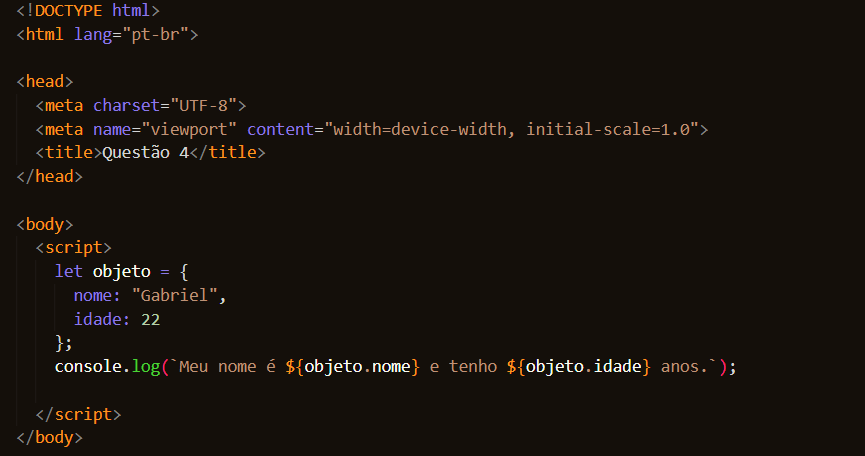 <!DOCTYPE html>
<html lang="pt-br">
<head>
<meta charset="UTF-8">
<meta name="viewport" content="width=device-width, initial-scale=1.0">
<title>Questão 4</title>
</head>
<body>
<script>
let objeto = {
nome: "Gabriel",
idade: 22
};
console.log(`Meu nome é ${objeto.nome} e tenho ${objeto.idade} anos.`);
</script>
</body>